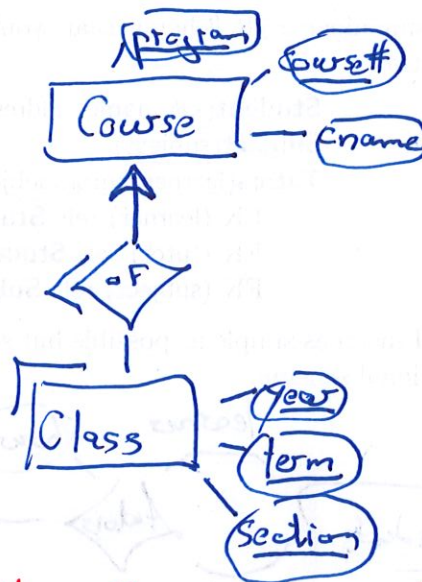 program
Course#
Course
cname
oF
Class
year
term
Section